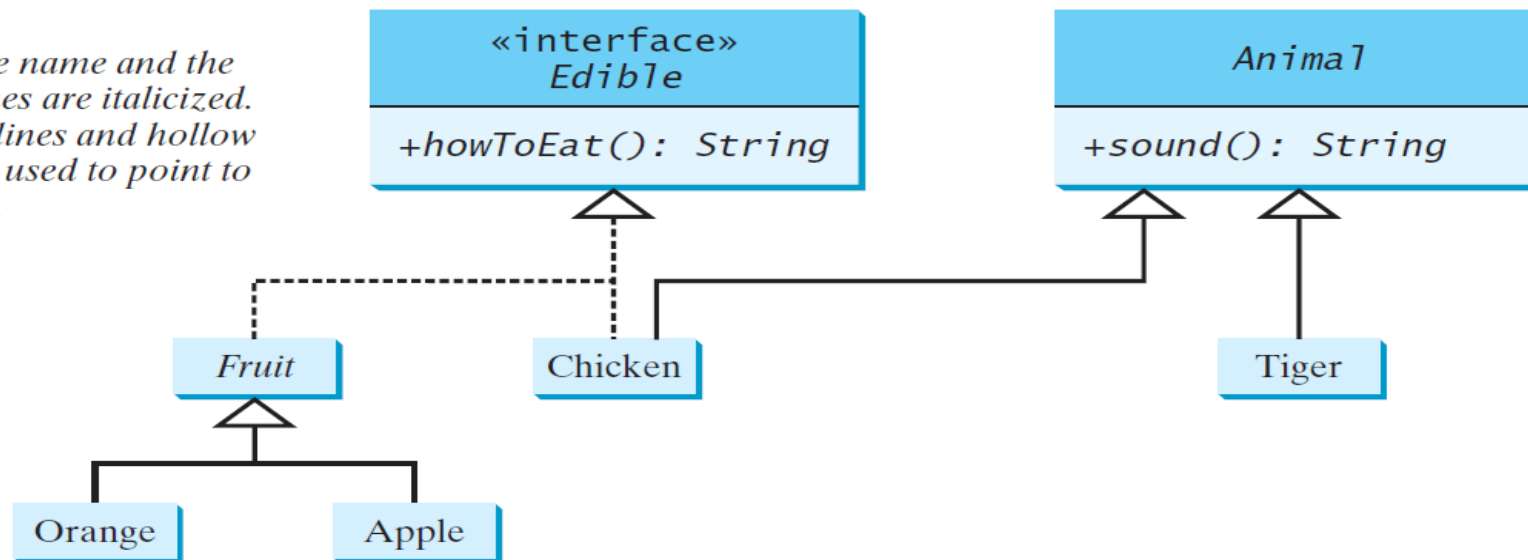 name and the
are italicized.
lines and hollow
used to point to
«interface»
Edible
+howToEat(): String
Animal
+sound(): String
Fruit
Chicken
Tiger
Orange
Apple